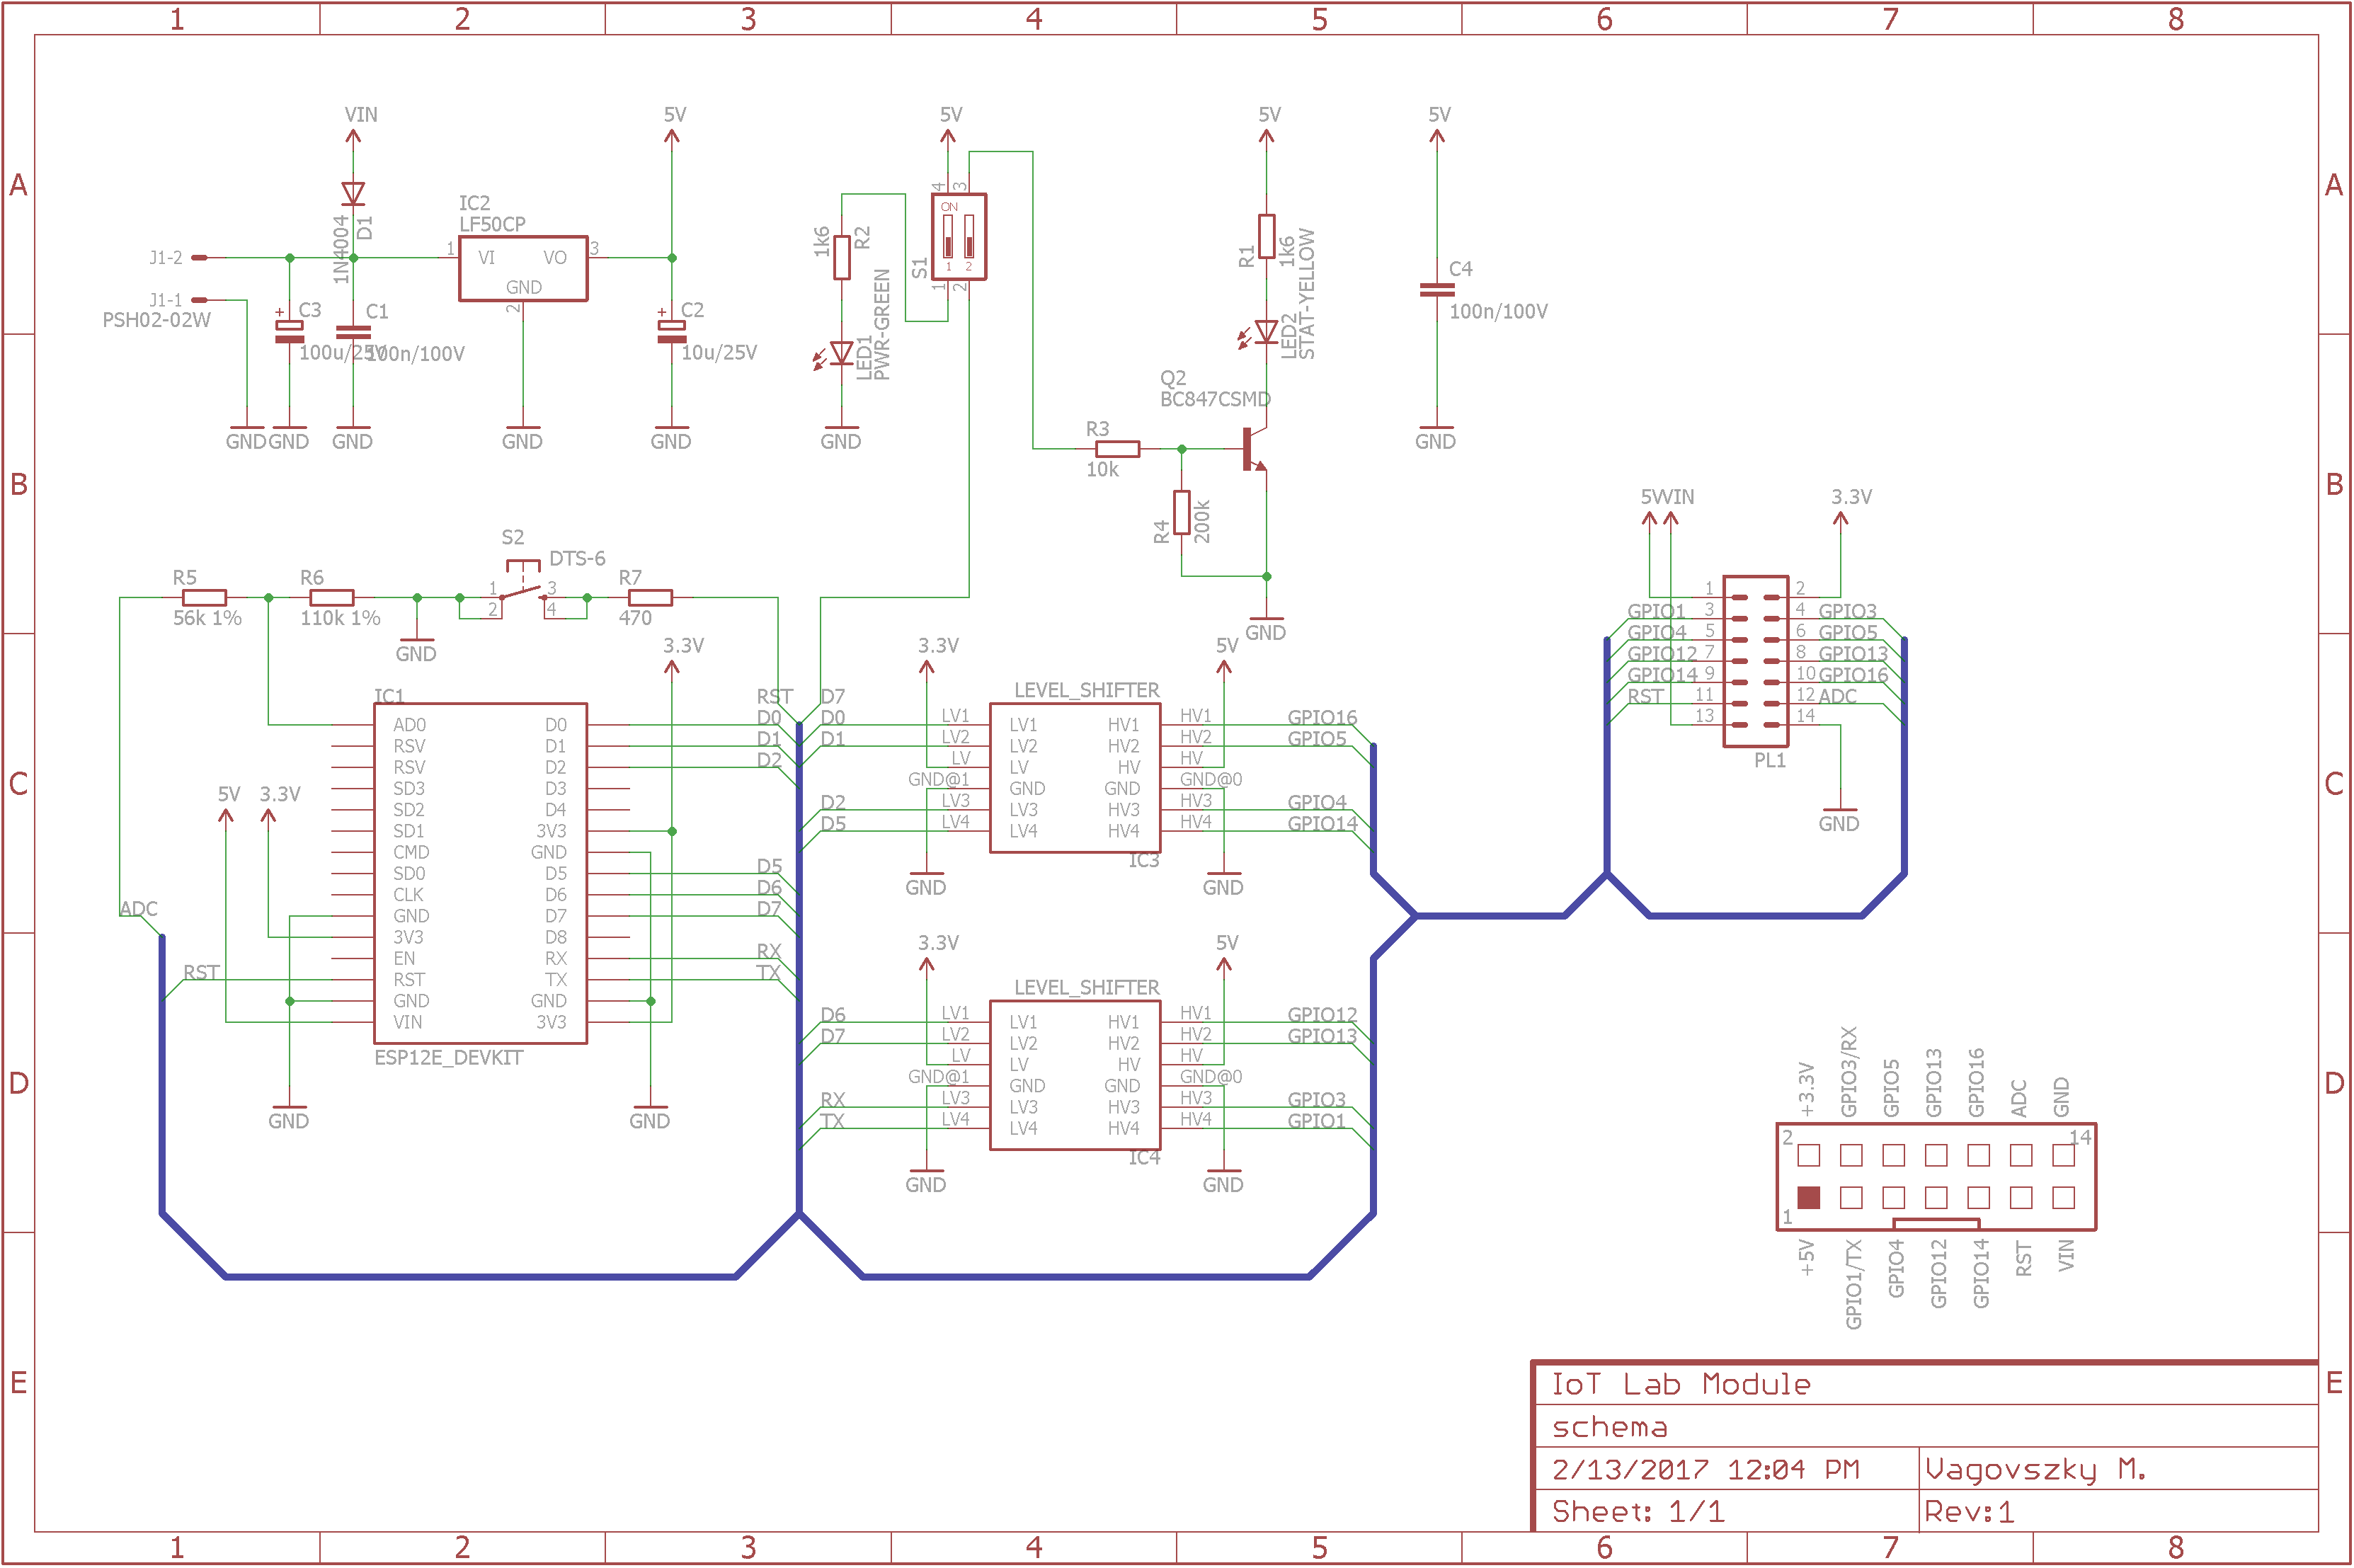 1 2 3 4 5 6 7 8
A A
B B
C C
D D
E E
VIN
5V
5V
5V
5V
IC2
LF50CP
1 VI VO 3
GND
2
J1-2
J1-1
PSH02-02W
1N4004
D1
+ C3
100u/25V
C1
100n/100V
+ C2
10u/25V
GND
GND
GND
GND
GND
1k6
R2
LED1
PWR-GREEN
GND
4 3
ON
1 2
S1
1 2
R1
1k6
LED2
STAT-YELLOW
Q2
BC847CSMD
R3
10k
R4
200k
GND
C4
100n/100V
GND
S2
DTS-6
R5
56k 1%
R6
110k 1%
1 3
2 4
R7
470
GND
3.3V
IC1
AD0 D0
RSV D1
RSV D2
SD3 D3
SD2 D4
SD1 3V3
CMD GND
SD0 D5
CLK D6
GND D7
3V3 D8
EN RX
RST TX
GND GND
VIN 3V3
ESP12E_DEVKIT
5V 3.3V
ADC
RST
GND
GND
RST D7
D0 D0
D1 D1
D2
D2
D5
D5
D6
D7
RX
TX
D6
D7
RX
TX
3.3V
5V
LEVEL_SHIFTER
LV1 LV1 HV1 HV1 GPIO16
LV2 LV2 HV2 HV2 GPIO5
LV LV HV HV
GND@1 GND GND GND@0
LV3 LV3 HV3 HV3 GPIO4
LV4 LV4 HV4 HV4 GPIO14
IC3
GND
GND
3.3V
5V
LEVEL_SHIFTER
LV1 LV1 HV1 HV1 GPIO12
LV2 LV2 HV2 HV2 GPIO13
LV LV HV HV
GND@1 GND GND GND@0
LV3 LV3 HV3 HV3 GPIO3
LV4 LV4 HV4 HV4 GPIO1
IC4
GND
GND
5V VIN 3.3V
1 2
GPIO1 3 4 GPIO3
GPIO4 5 6 GPIO5
GPIO12 7 8 GPIO13
GPIO14 9 10 GPIO16
RST 11 12 ADC
13 14
PL1
GND
+3.3V GPIO3/RX GPIO5 GPIO13 GPIO16 ADC GND
2 14
1
+5V GPIO1/TX GPIO4 GPIO12 GPIO14 RST VIN
IoT Lab Module
schema
2/13/2017 12:04 PM Vagovszky M.
Sheet: 1/1 Rev:1
1 2 3 4 5 6 7 8